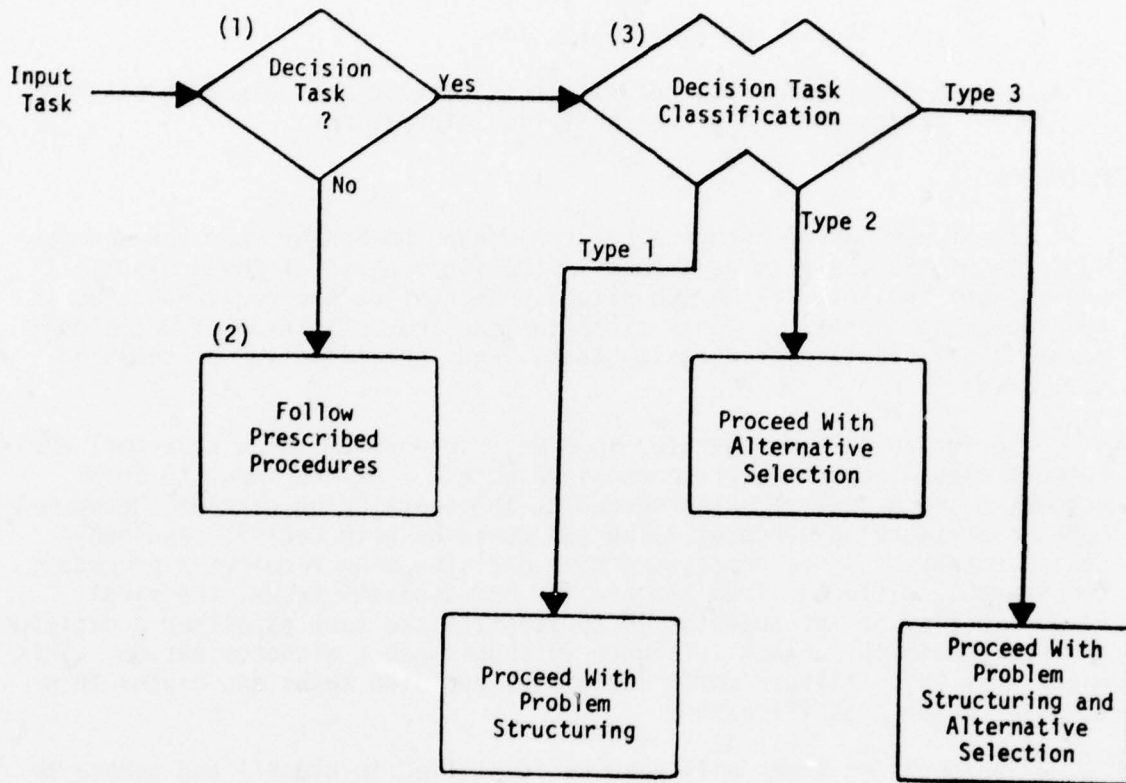 (1)
Input
Task
Decision
Task
?
Yes
No
(3)
Decision Task
Classification
Type 3
Type 2
Type 1
(2)
Follow
Prescribed
Procedures
Proceed With
Alternative
Selection
Proceed With
Problem
Structuring
Proceed With
Problem
Structuring and
Alternative
Selection